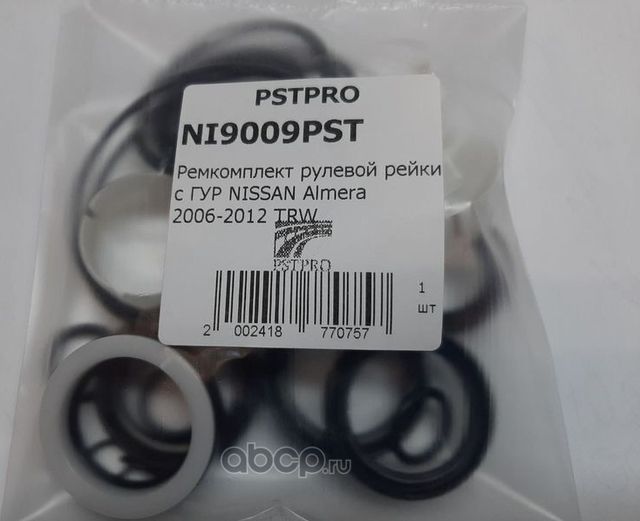 PSTPRO
NI9009PST
Ремкомплект рулевой рейки
с ГУР NISSAN Almera
2006-2012 TRW
PSTPRO
1
шт
2 002418 770757
abcp.ru